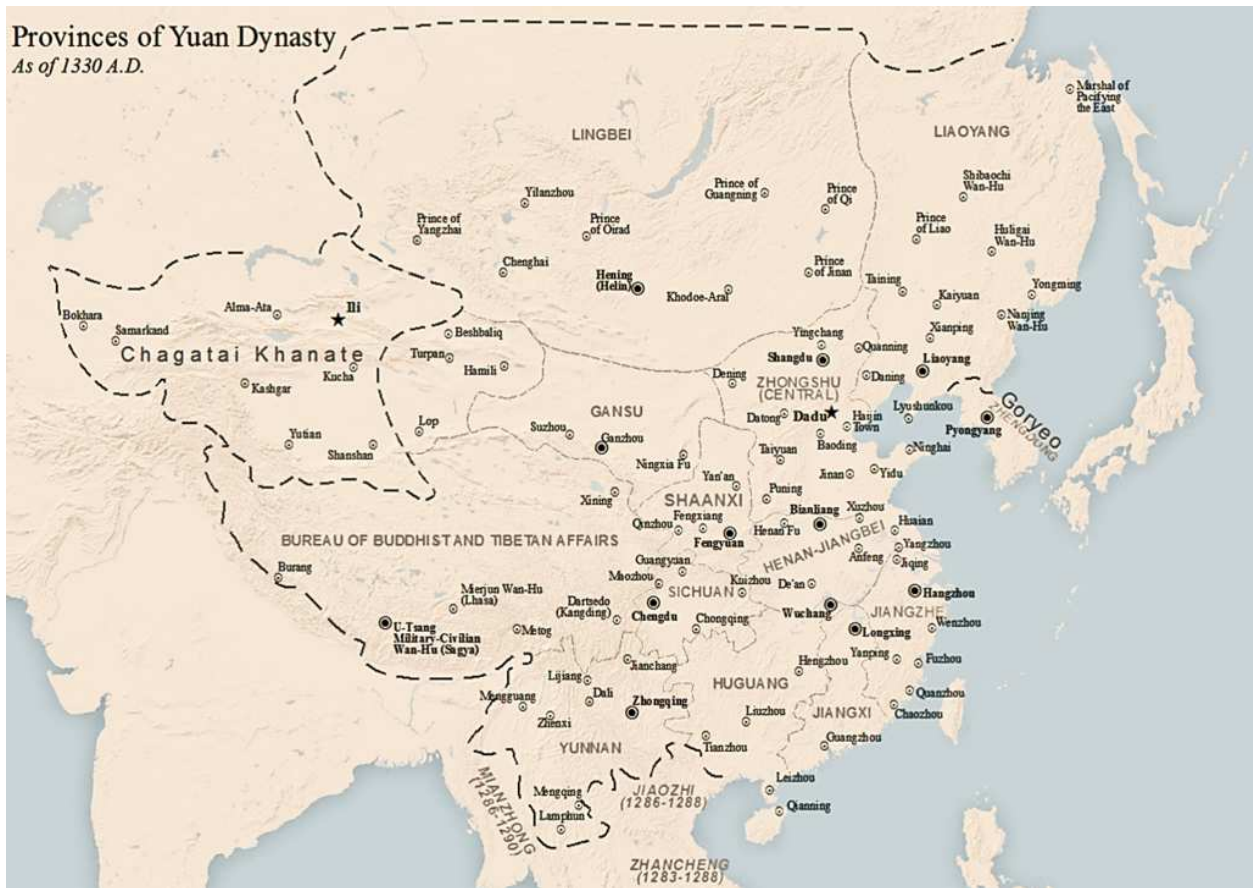 Provinces of Yuan Dynasty
As of 1330 A.D.
Marshal of
Pacifying
the East
LINGBEI
LIAOYANG
Shibaochi
Wan-Hu
Prince of
Guangning
Prince
of Qi
Yilanzhou
Prince of
Yangzhai
Prince
of Oirad
Prince
of Liao
Huligai
Wan-Hu
Chenghai
Hening
(Helin)
Khodoe-Aral
Prince
of Jinan
Taining
Kaiyuan
Yongming
Nanjing
Wan-Hu
Alma-Ata
Ili
Bokhara
Samarkand
Chagatai Khanate
Kucha
Kashgar
Beshbaliq
Turpan
Hamili
Yingchang
Shangdu
Quanning
Xianping
Liaoyang
Dening
ZHONGSHU
(CENTRAL)
Daning
GANSU
Datong
Dadu
Haijin
Town
Lyushunkou
Goryeo
ZHENGDONG
Pyongyang
Lop
Suzhou
Ganzhou
Baoding
Yutian
Shanshan
Ningxia Fu
Taiyuan
Ninghai
Jinan
Yidu
Yan'an
Xining
SHAANXI
Puning
Bianliang
Xuzhou
Qinzhou
Fengxiang
Fengyuan
Henan Fu
HENAN-JIANGBEI
Huaian
Yangzhou
Jiqing
Anfeng
BUREAU OF BUDDHIST AND TIBETAN AFFAIRS
Burang
Guangyuan
Maozhou
SICHUAN
Kuizhou
De'an
Hangzhou
Mierjun Wan-Hu
(Lhasa)
Dartsedo
(Kangding)
Chengdu
Chongqing
Wuchang
JIANGZHE
Longxing
Wenzhou
U-Tsang
Military-Civilian
Wan-Hu (Sagya)
Metog
Jianchang
Hengzhou
Yanping
Fuzhou
Lijiang
Mengguang
Dali
Zhenxi
Zhongqing
HUGUANG
Liuzhou
JIANGXI
Quanzhou
Chaozhou
YUNNAN
Tianzhou
Guangzhou
MIANZHONG
(1286-1290)
Mengqing
Lamphun
JIAOZHI
(1286-1288)
Leizhou
Qianning
ZHANCHENG
(1283-1288)